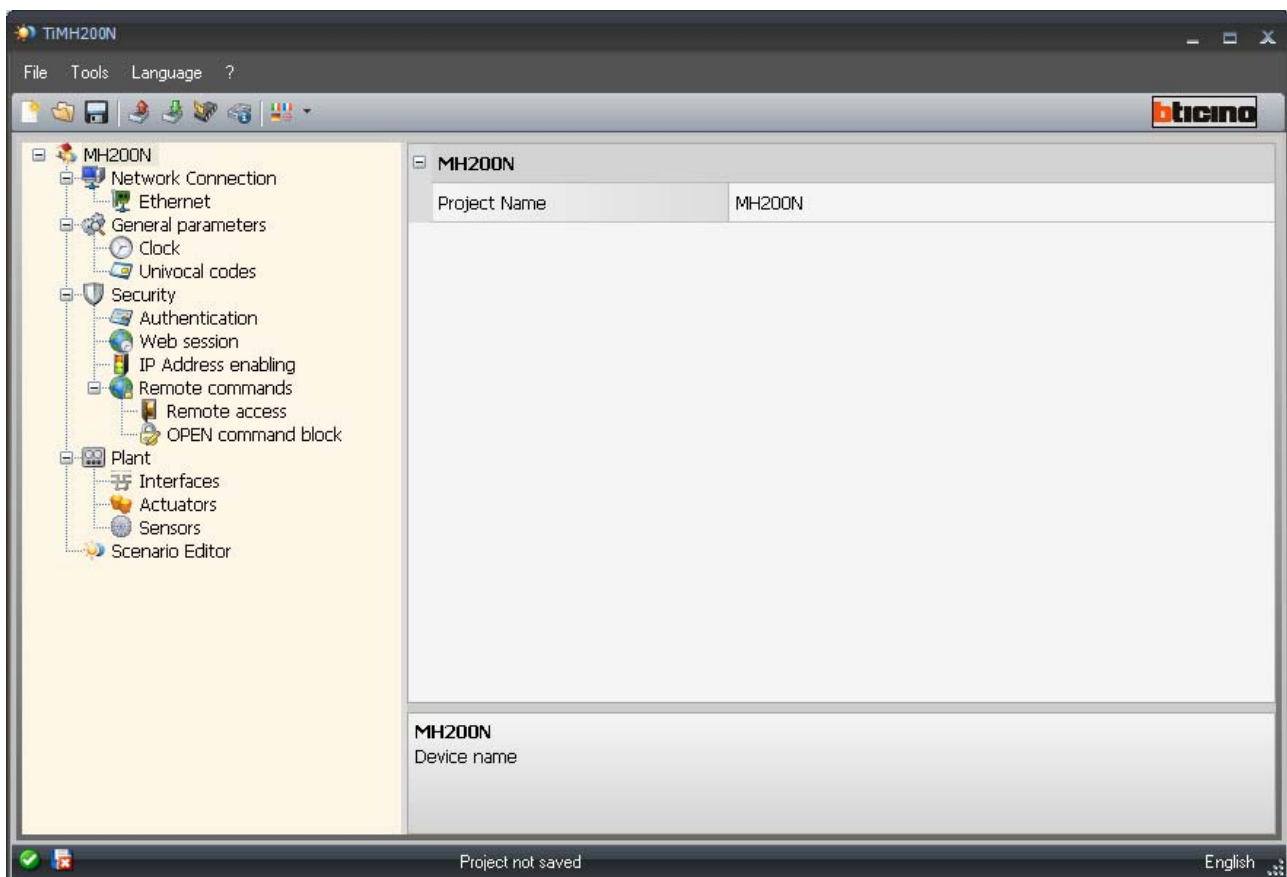 TiMH200N
File Tools Language ?
bticino
MH200N
Network Connection
Ethernet
General parameters
Clock
Univocal codes
Security
Authentication
Web session
IP Address enabling
Remote commands
Remote access
OPEN command block
Plant
Interfaces
Actuators
Sensors
Scenario Editor
MH200N
Project Name MH200N
MH200N
Device name
Project not saved English